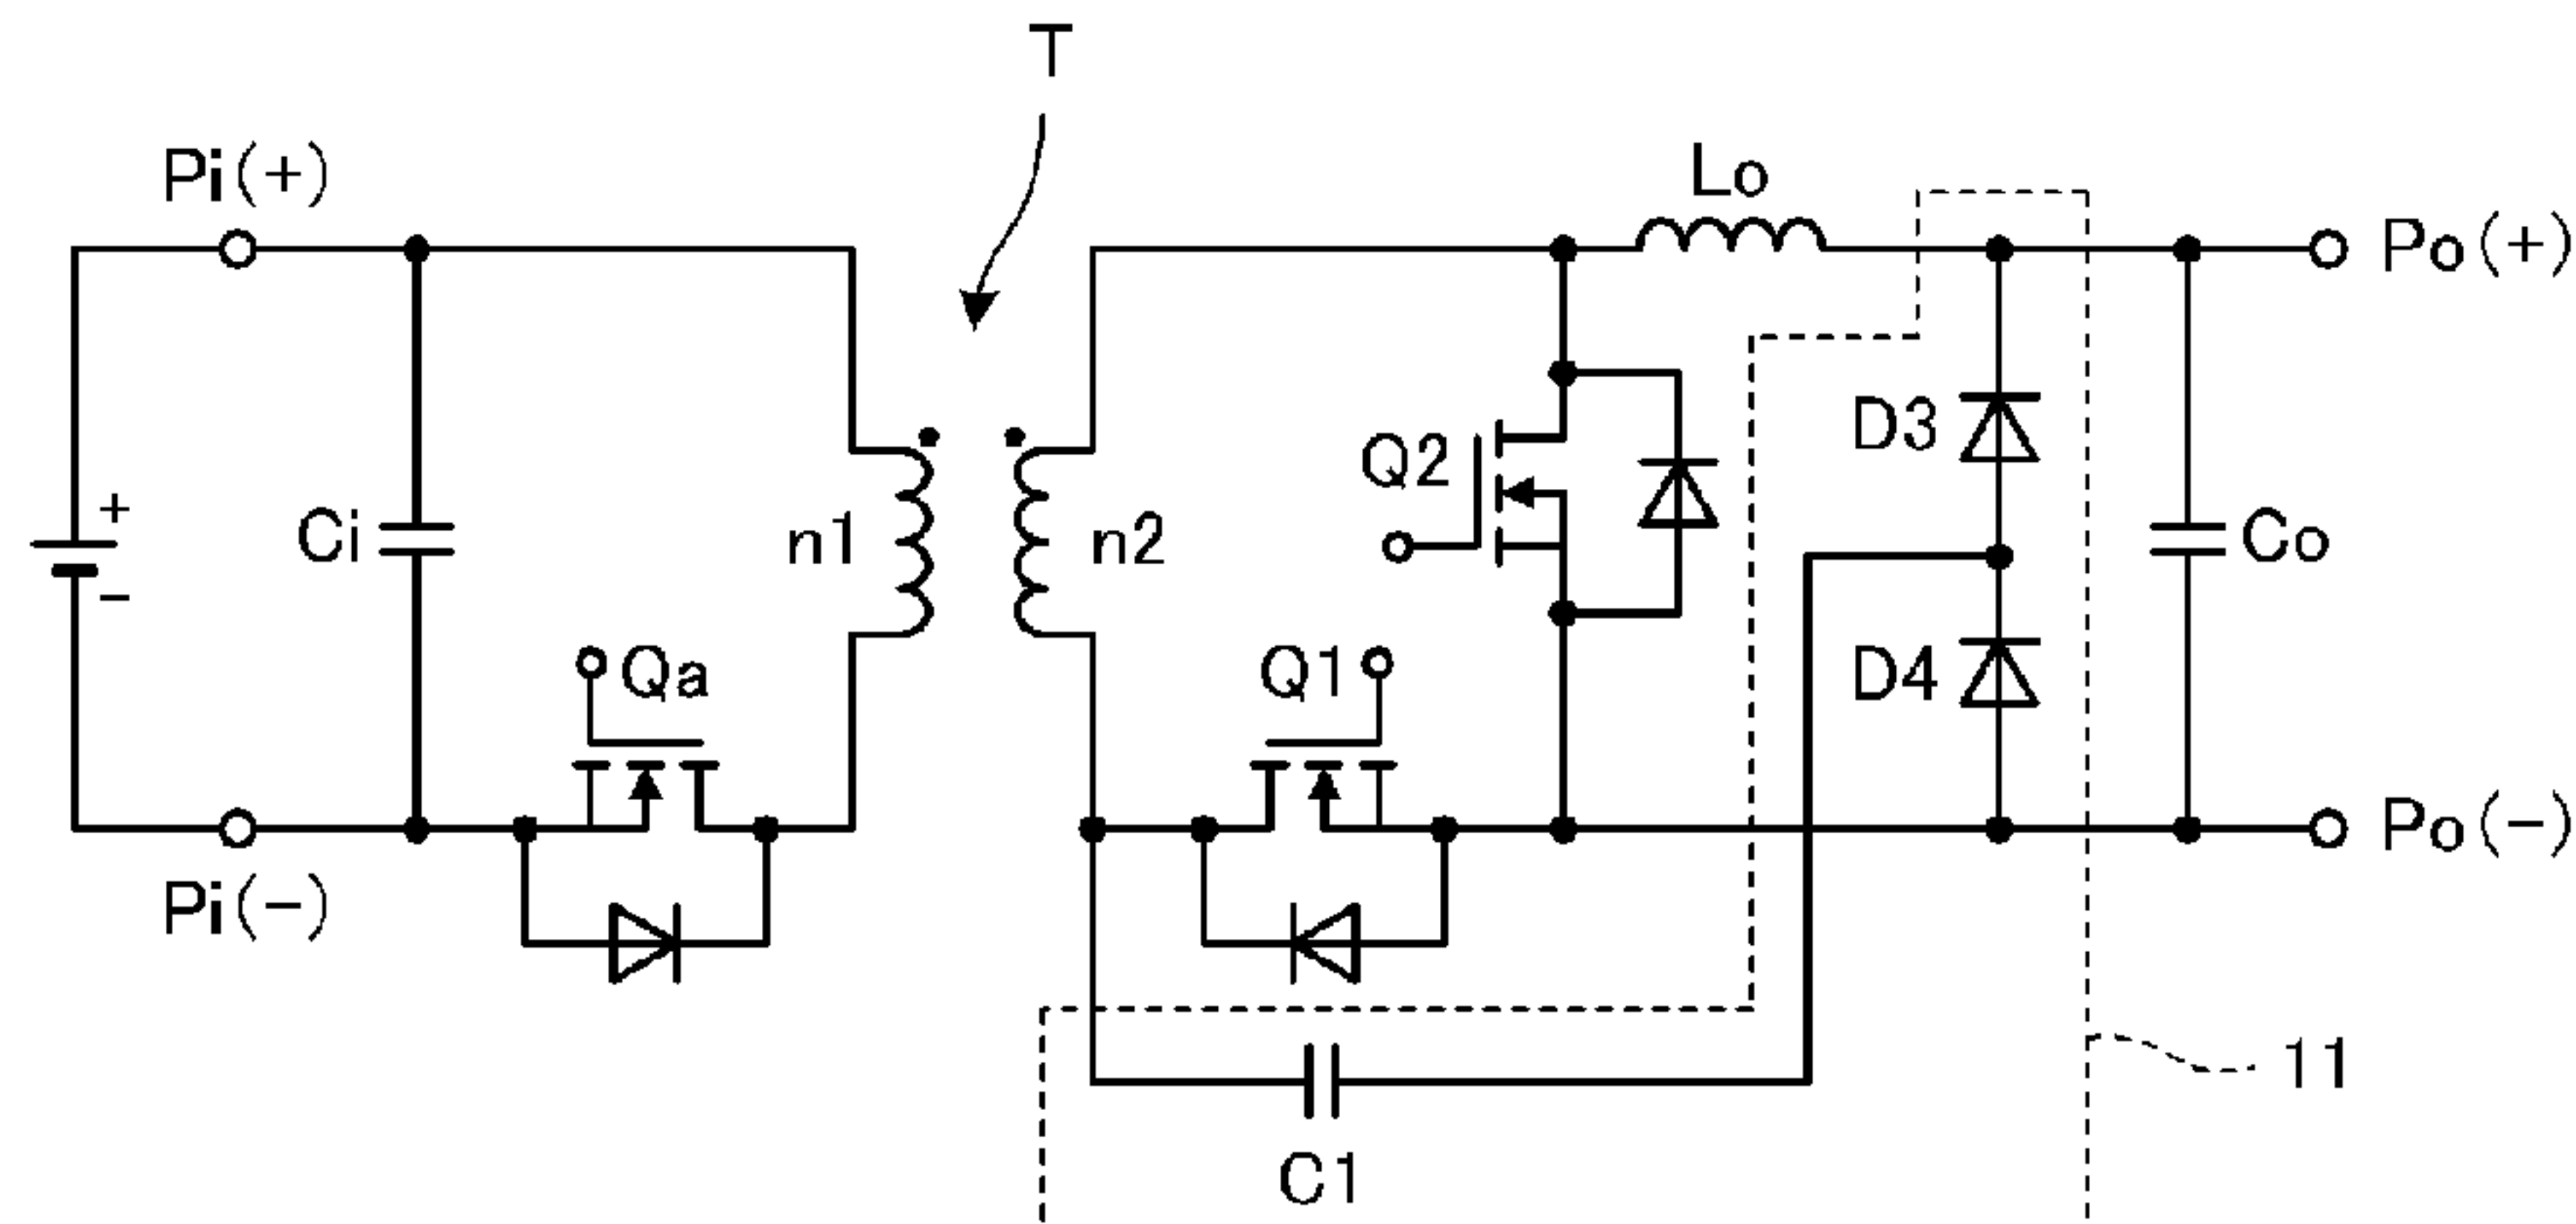 T
Pi(+)
Lo
Po(+)
D3
Q2
+
Ci
n1
n2
Co
−
Qa
Q1
D4
Po(−)
Pi(−)
11
C1